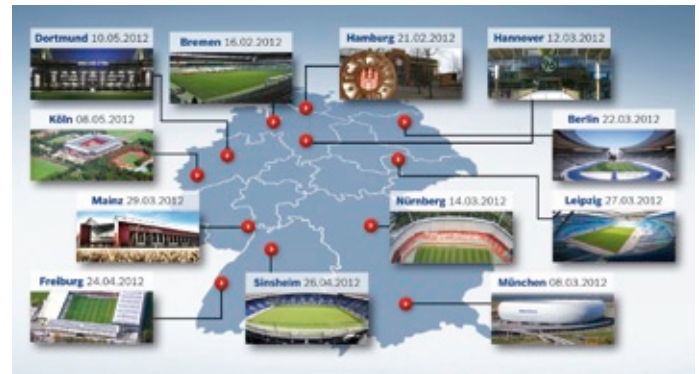 Dortmund 10.05.2012
Bremen 16.02.2012
Hamburg 21.02.2012
Hannover 12.03.2012
Köln 08.05.2012
Berlin 22.03.2012
Mainz 29.03.2012
Nürnberg 14.03.2012
Leipzig 27.03.2012
Freiburg 24.04.2012
Sinsheim 26.04.2012
München 08.03.2012